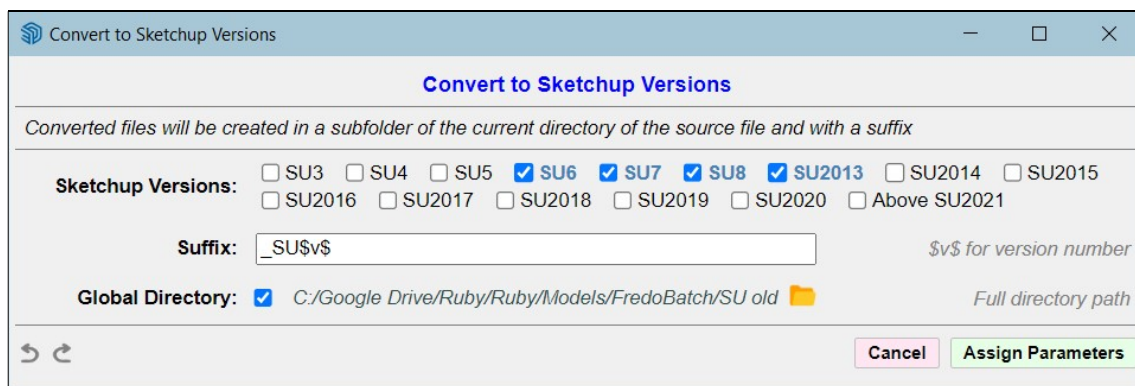 Convert to Sketchup Versions
Convert to Sketchup Versions
Converted files will be created in a subfolder of the current directory of the source file and with a suffix
Sketchup Versions: SU3 SU4 SU5 SU6 SU7 SU8 SU2013 SU2014 SU2015
SU2016 SU2017 SU2018 SU2019 SU2020 Above SU2021
Suffix: _SU$v$ $v$ for version number
Global Directory: C:/Google Drive/Ruby/Ruby/Models/FredoBatch/SU old Full directory path
Cancel Assign Parameters